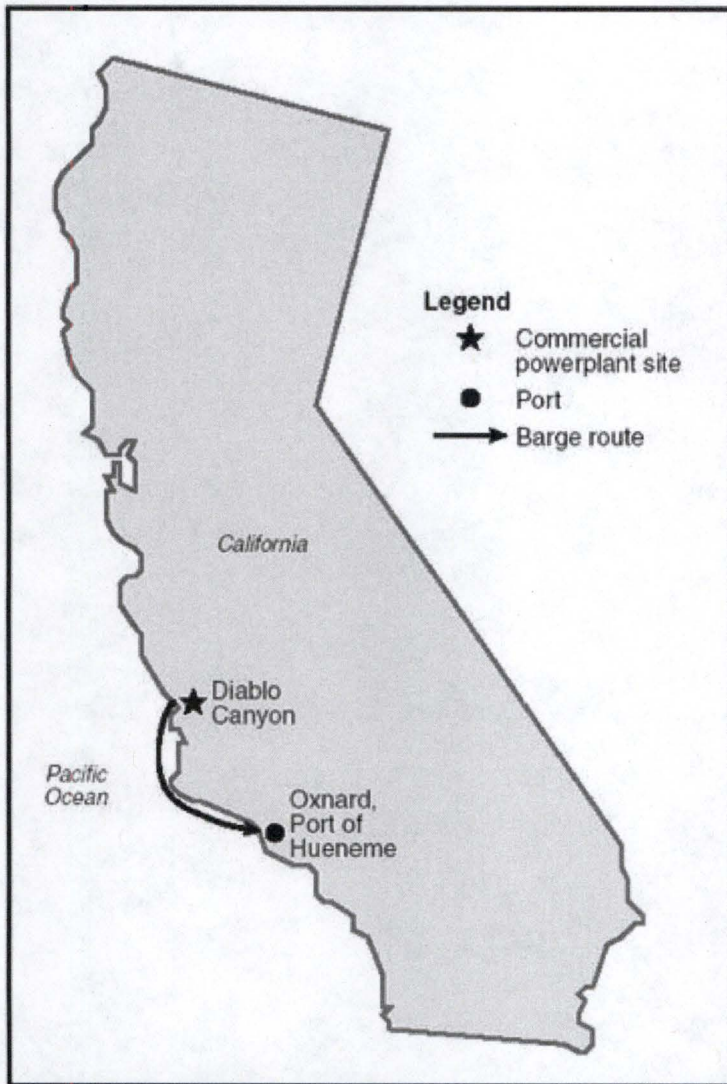 Legend
Commercial
powerplant site
Port
Barge route
California
Diablo
Canyon
Pacific
Ocean
Oxnard,
Port of
Hueneme